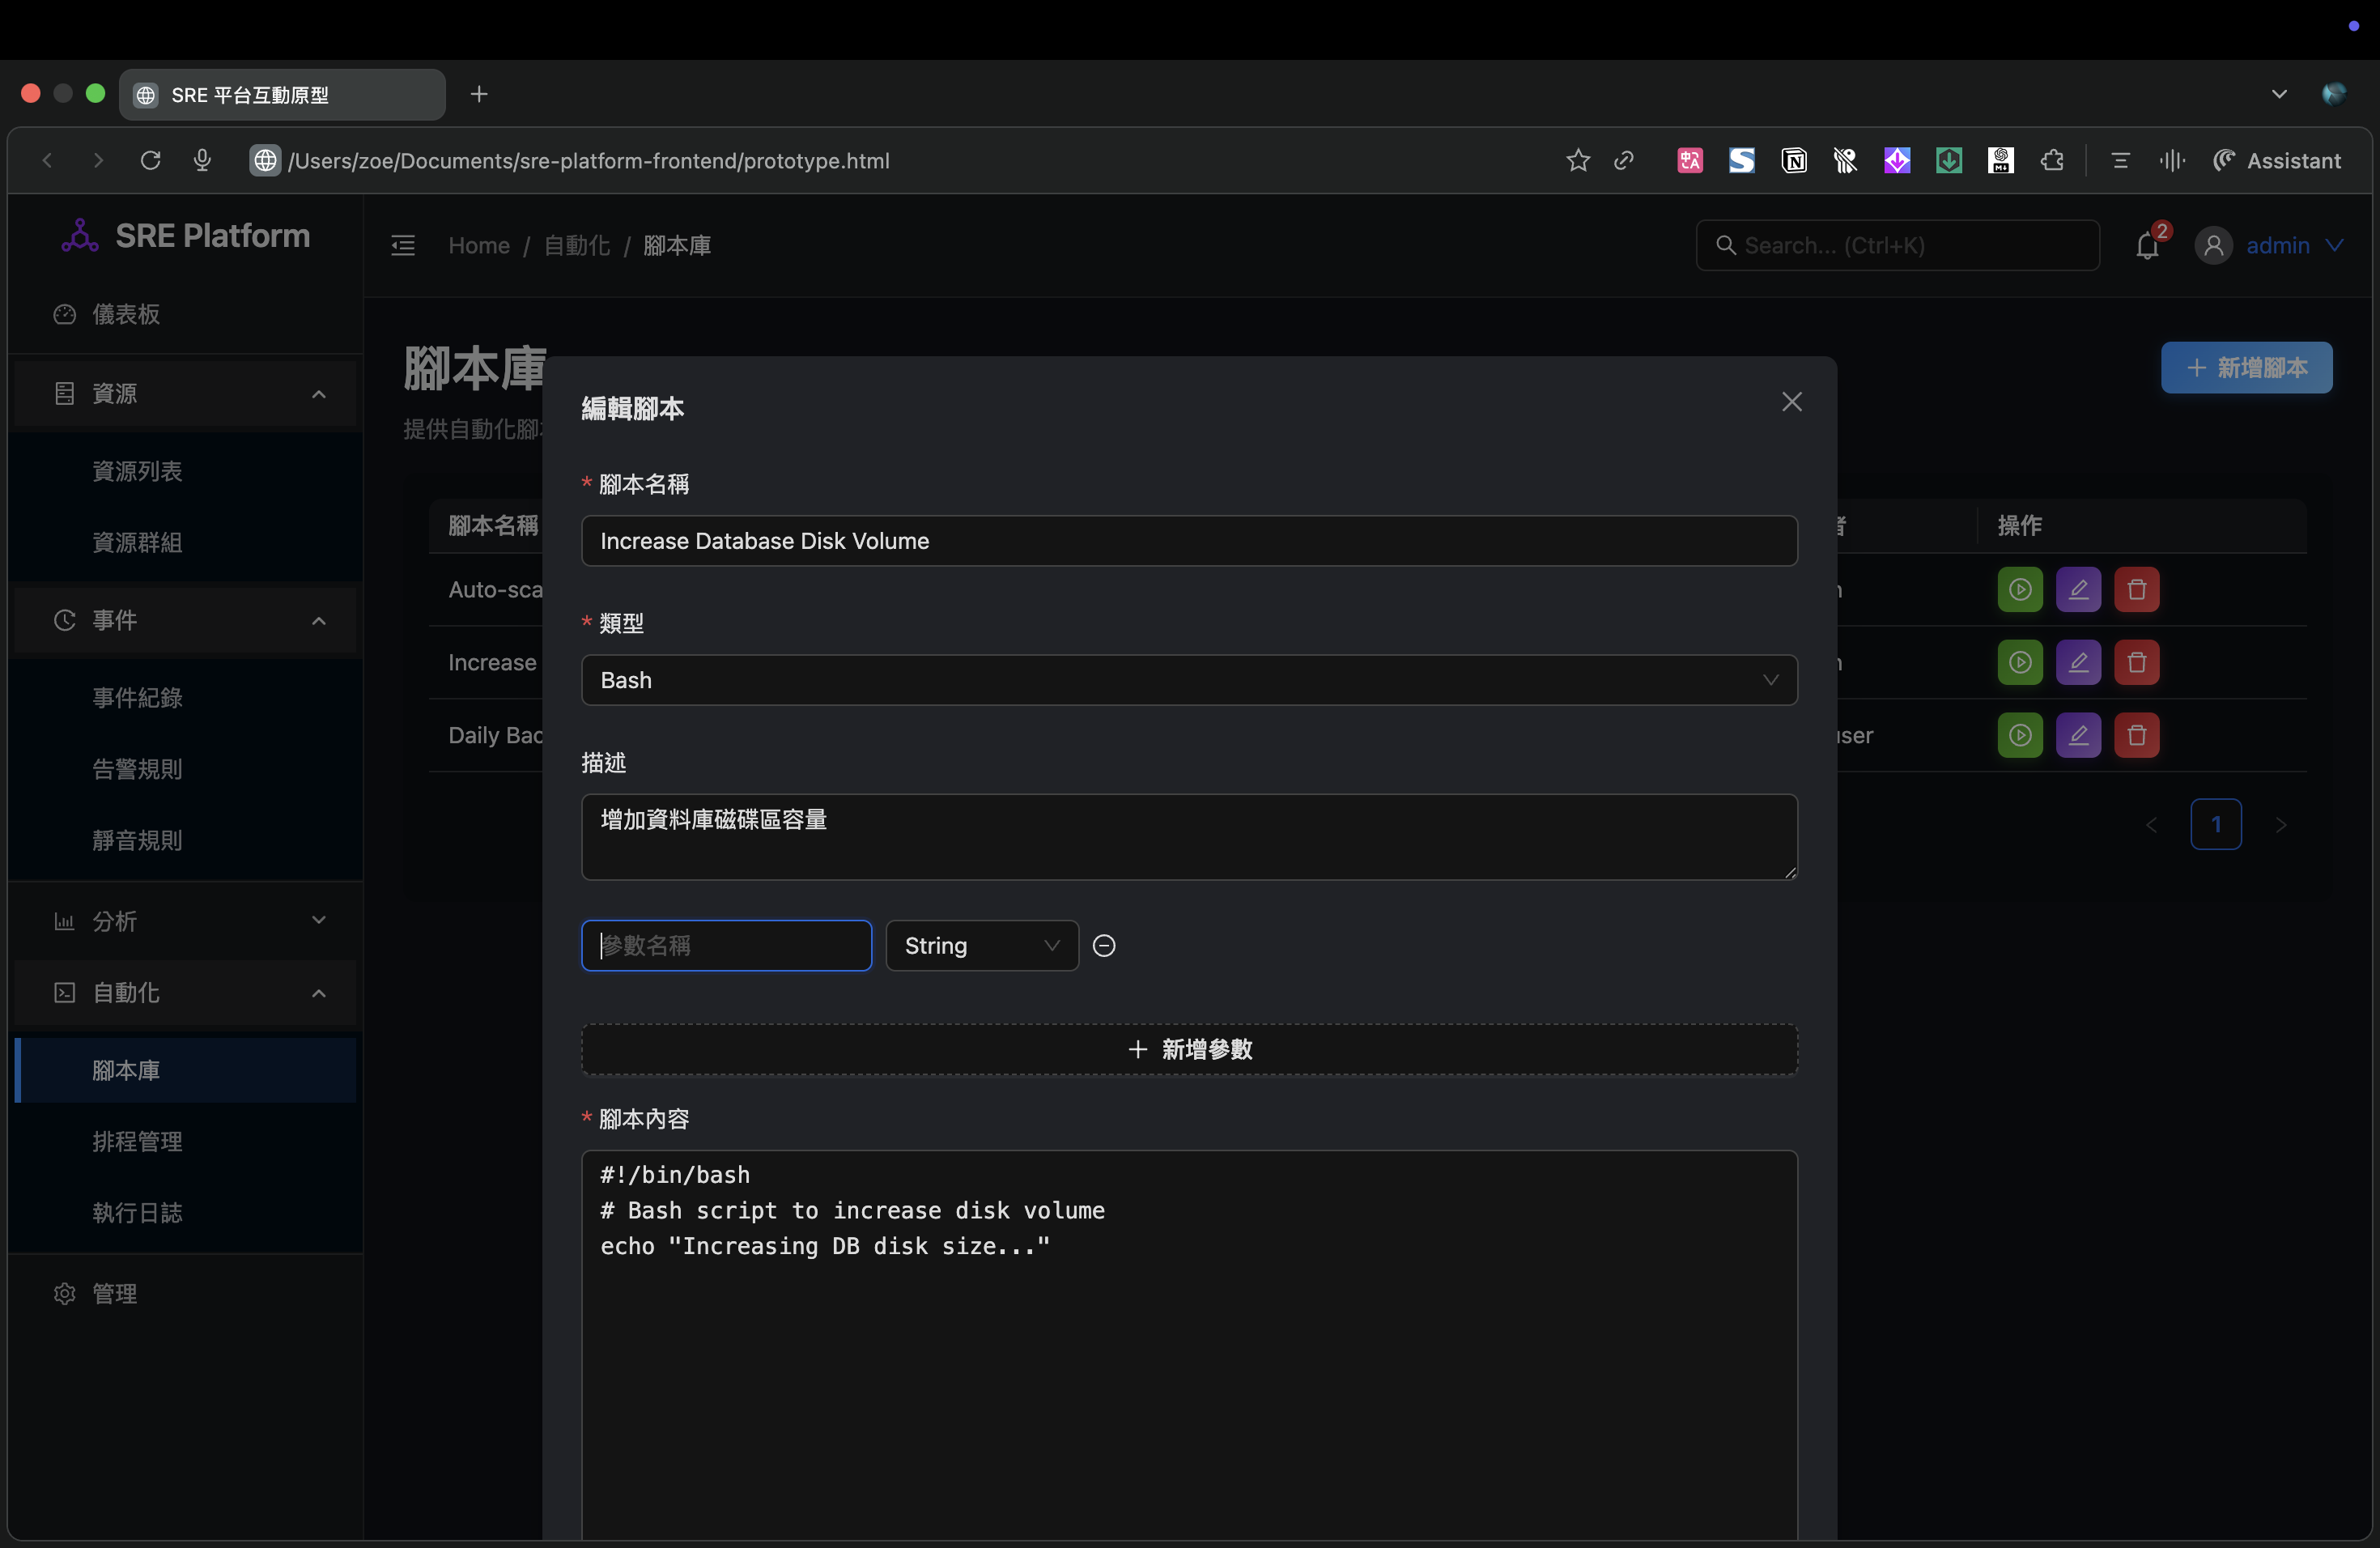 SRE 平台互動原型
/Users/zoe/Documents/sre-platform-frontend/prototype.html
Assistant
SRE Platform
Home / 自動化 / 腳本庫
Search... (Ctrl+K)
2
admin
儀表板
資源
資源列表
資源群組
事件
事件紀錄
告警規則
靜音規則
分析
自動化
腳本庫
排程管理
執行日誌
管理
腳本庫
新增腳本
提供自動化腳
腳本名稱
操作
Auto-sca
Increase
Daily Bac
user
1
編輯腳本
* 腳本名稱
Increase Database Disk Volume
* 類型
Bash
描述
增加資料庫磁碟區容量
參數名稱
String
新增參數
* 腳本內容
#!/bin/bash
# Bash script to increase disk volume
echo "Increasing DB disk size..."